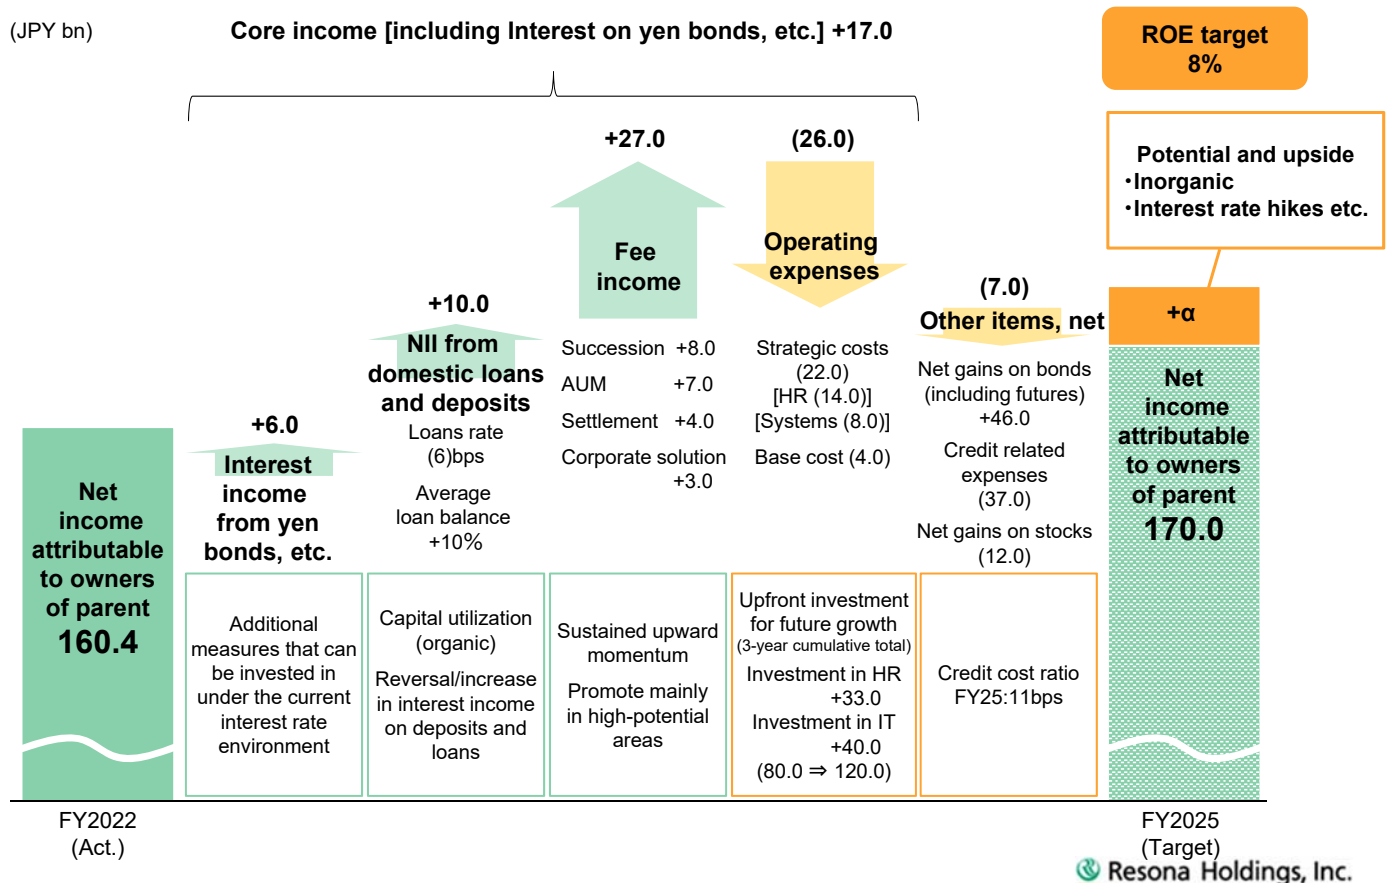 (JPY bn)
Core income [including Interest on yen bonds, etc.] +17.0
ROE target
8%
Potential and upside
・Inorganic
・Interest rate hikes etc.
+α
Net
income
attributable
to owners
of parent
160.4
+6.0
Interest
income
from yen
bonds, etc.
+10.0
NII from
domestic loans
and deposits
Loans rate
(6)bps
Average
loan balance
+10%
+27.0
Fee
income
Succession +8.0
AUM +7.0
Settlement +4.0
Corporate solution
+3.0
(26.0)
Operating
expenses
Strategic costs
(22.0)
[HR (14.0)]
[Systems (8.0)]
Base cost (4.0)
(7.0)
Other items, net
Net gains on bonds
(including futures)
+46.0
Credit related
expenses
(37.0)
Net gains on stocks
(12.0)
Net
income
attributable
to owners
of parent
170.0
Additional
measures that can
be invested in
under the current
interest rate
environment
Capital utilization
(organic)
Reversal/increase
in interest income
on deposits and
loans
Sustained upward
momentum
Promote mainly
in high-potential
areas
Upfront investment
for future growth
(3-year cumulative total)
Investment in HR
+33.0
Investment in IT
+40.0
(80.0 ⇒ 120.0)
Credit cost ratio
FY25:11bps
FY2022
(Act.)
FY2025
(Target)
Resona Holdings, Inc.